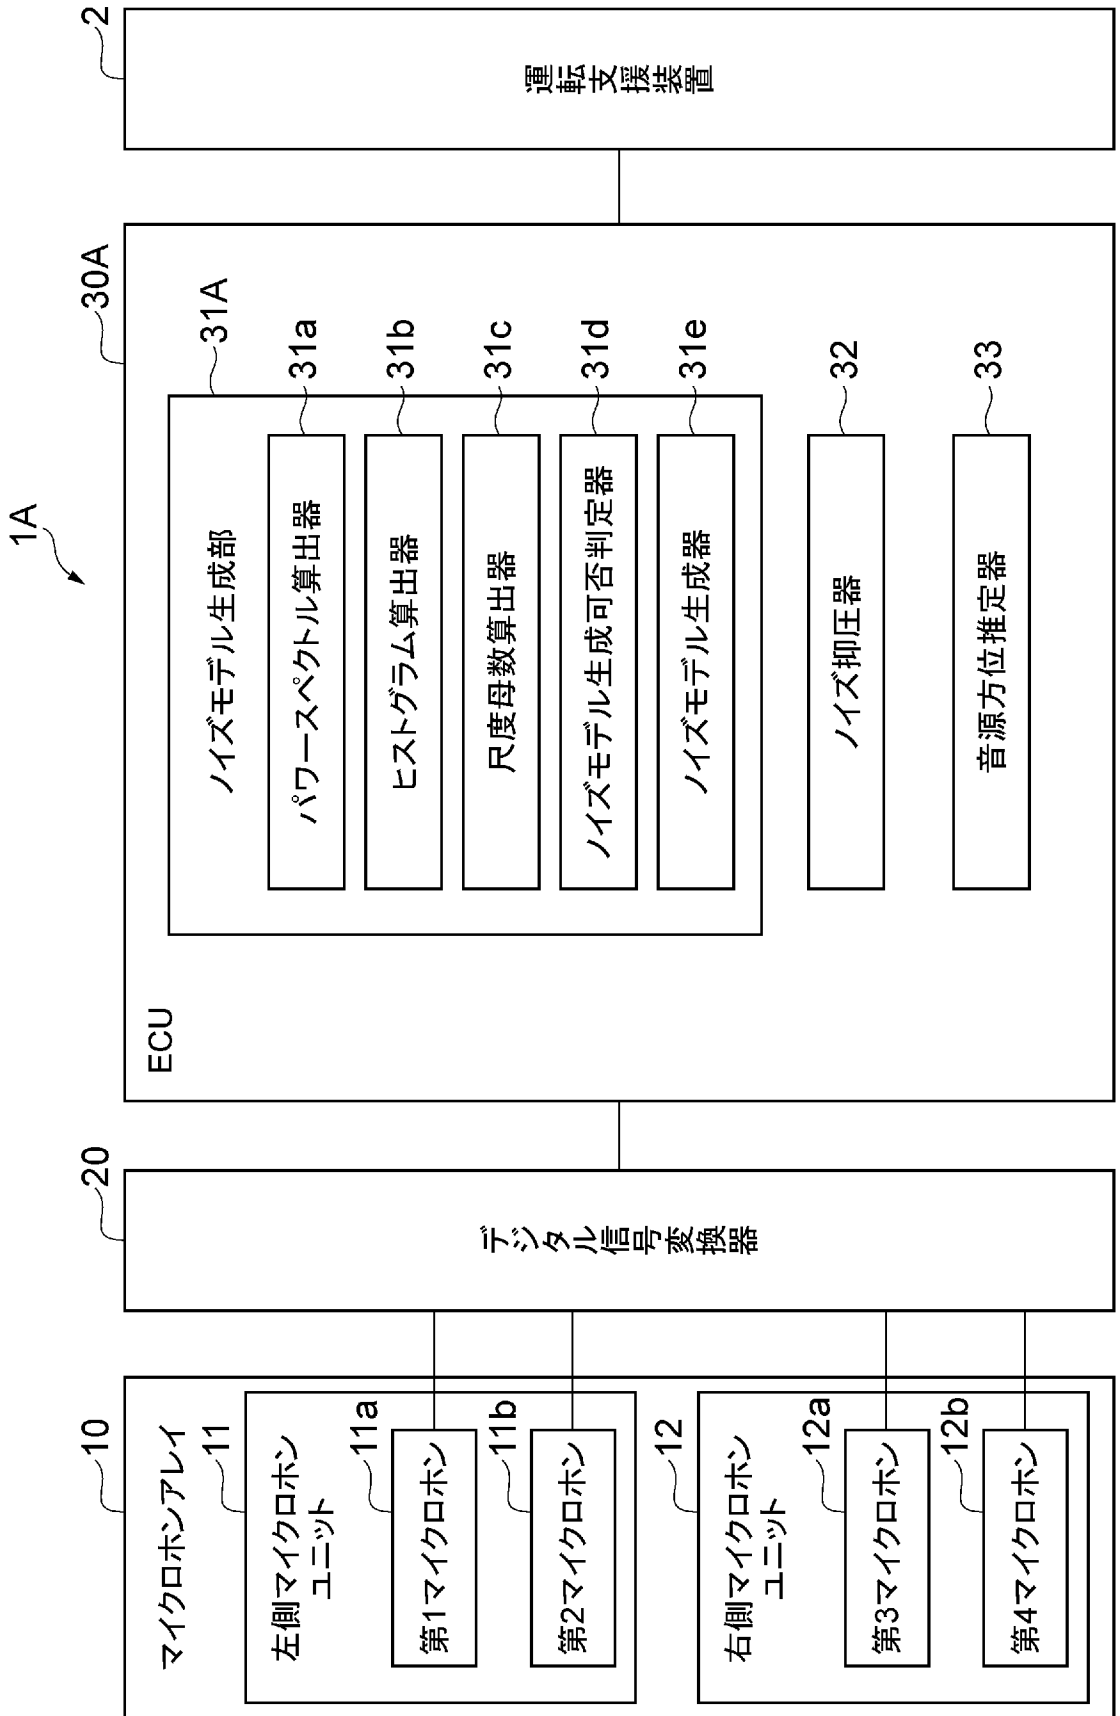 1A
10
マイクロホンアレイ
11
左側マイクロホン
ユニット
11a
第1マイクロホン
11b
第2マイクロホン
12
右側マイクロホン
ユニット
12a
第3マイクロホン
12b
第4マイクロホン
20
デジタル信号変換器
30A
ECU
31A
ノイズモデル生成部
31a
パワースペクトル算出器
31b
ヒストグラム算出器
31c
尺度母数算出器
31d
ノイズモデル生成可否判定器
31e
ノイズモデル生成器
32
ノイズ抑圧器
33
音源方位推定器
2
運転支援装置